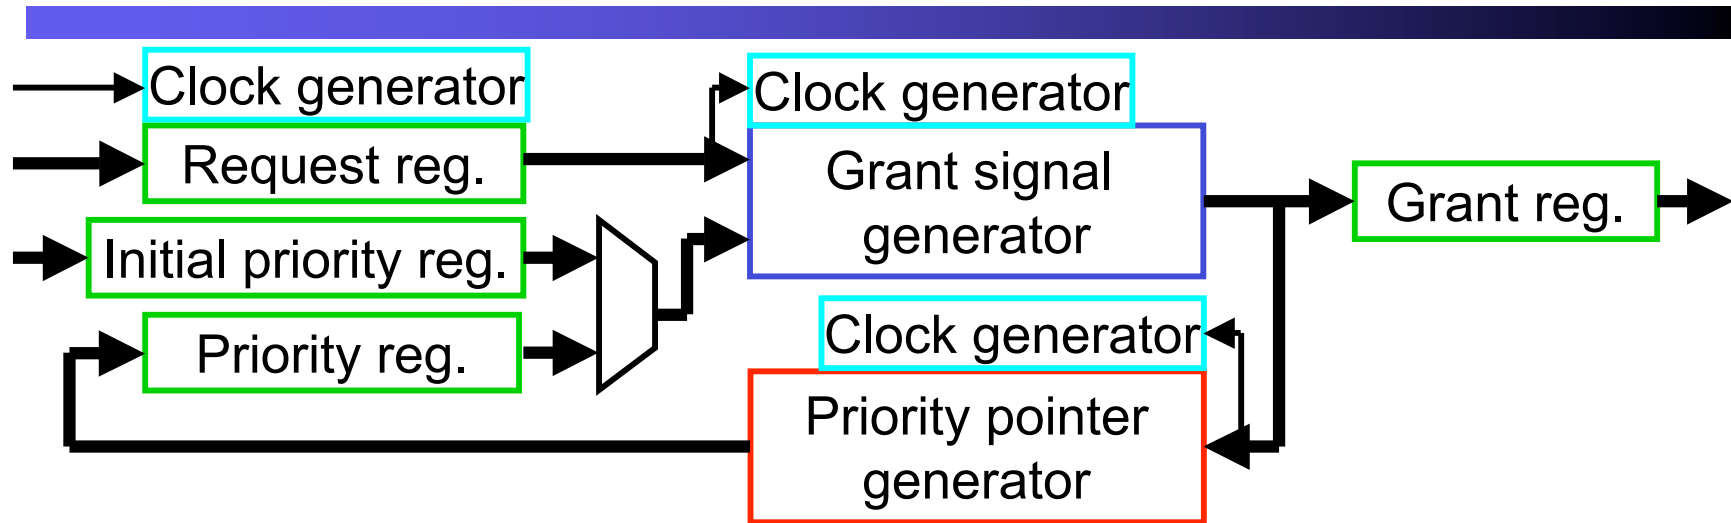 Clock generator
Request reg.
Initial priority reg.
Priority reg.
Clock generator
Grant signal
generator
Clock generator
Priority pointer
generator
Grant reg.